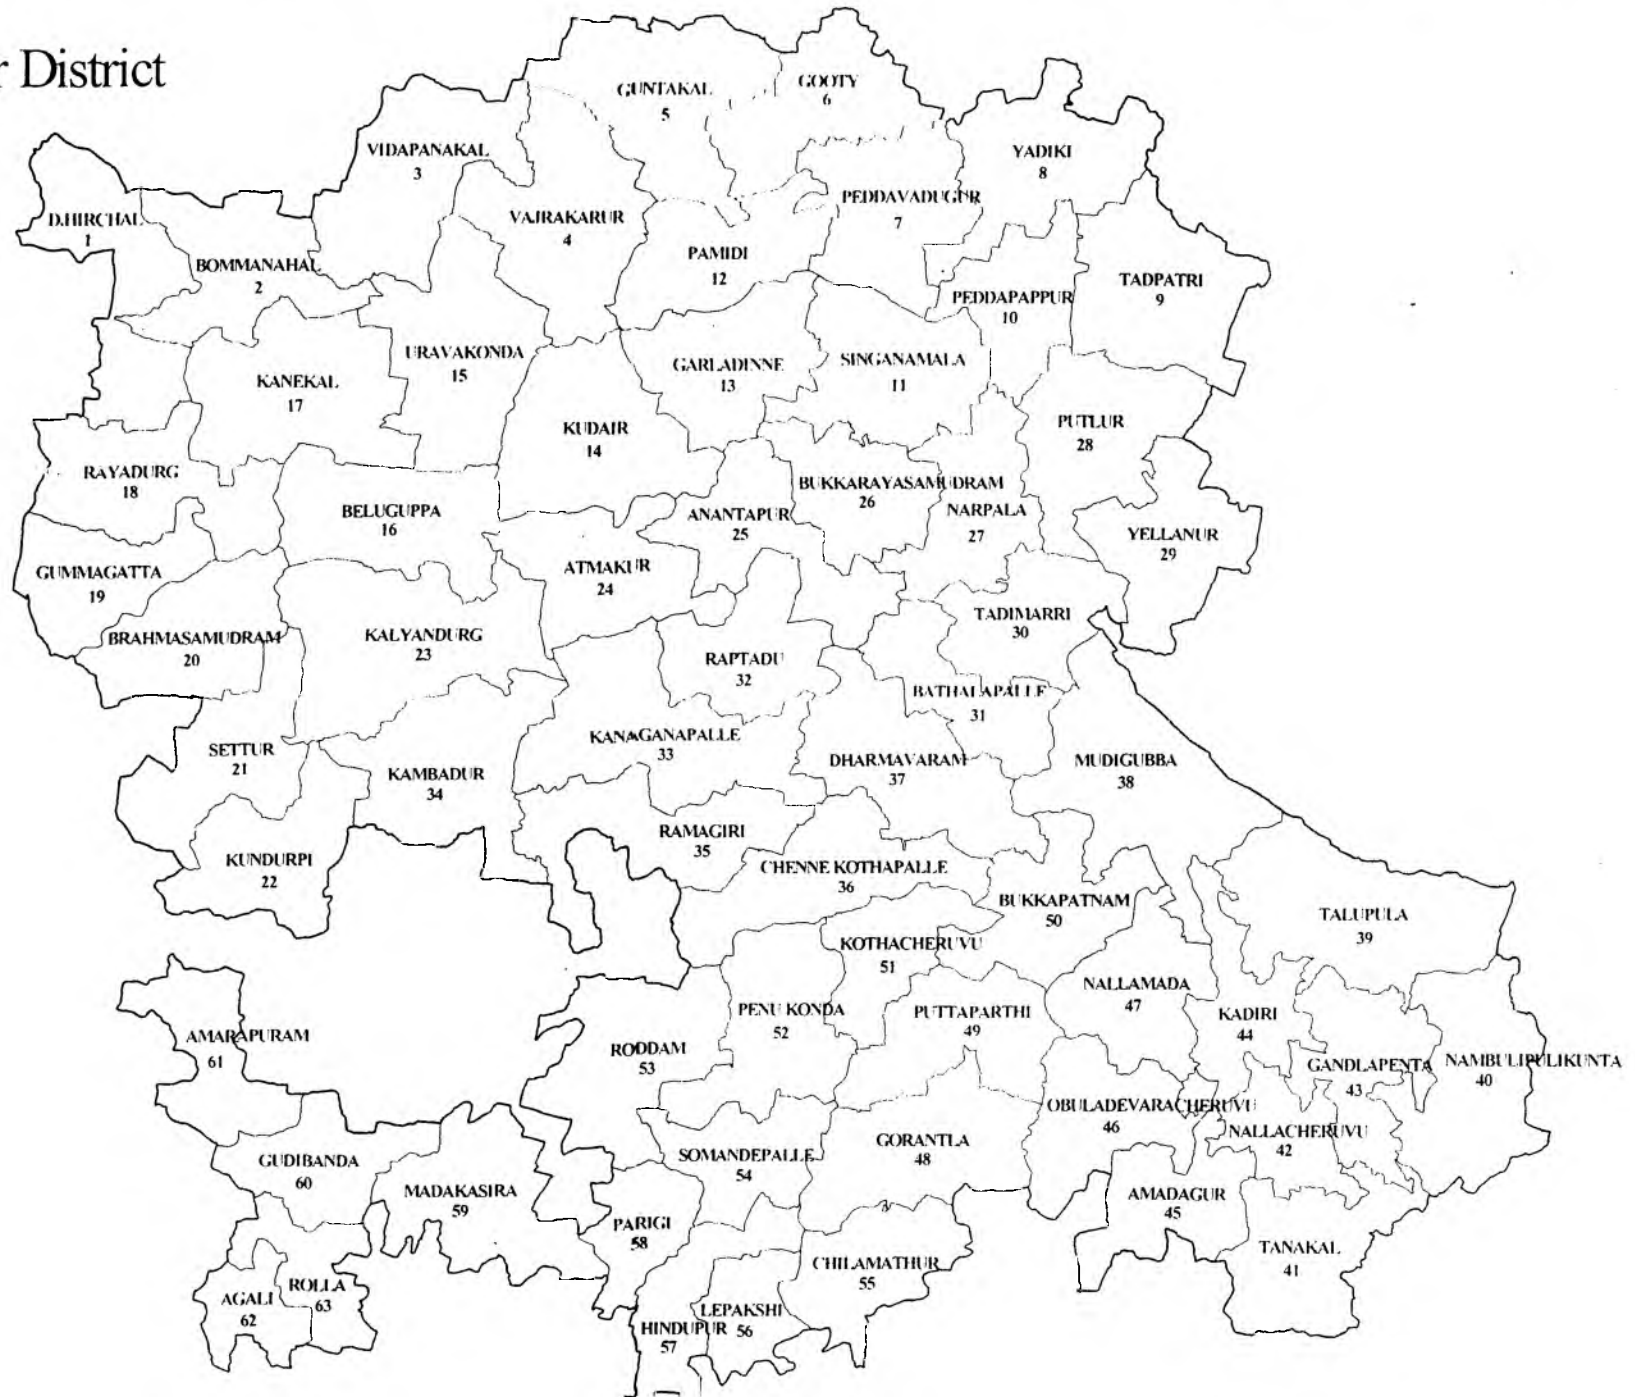 r District
GUNTAKAL
5
GOOTY
6
VIDAPANAKAL
3
YADIKI
8
D.HIRCHAL
1
BOMMANAHAL
2
VAJRAKARUR
4
PEDDAVADUGUR
7
PAMIDI
12
PEDDAPAPPUR
10
TADPATRI
9
URAVAKONDA
15
KANEKAL
17
GARLADINNE
13
SINGANAMALA
11
KUDAIR
14
PUTLUR
28
RAYADURG
18
BELUGUPPA
16
ANANTAPUR
25
BUKKARAYASAMUDRAM
26
NARPALA
27
YELLANUR
29
GUMMAGATTA
19
ATMAKUR
24
BRAHMASAMUDRAM
20
KALYANDURG
23
TADIMARRI
30
RAPTADU
32
BATHALAPALLE
31
SETTUR
21
KAMBADUR
34
KANAGANAPALLE
33
DHARMAVARAM
37
MUDIGUBBA
38
RAMAGIRI
35
KUNDURPI
22
CHENNE KOTHAPALLE
36
BUKKAPATNAM
50
TALUPULA
39
KOTHACHERUVU
51
NALLAMADA
47
AMARAPURAM
61
PENU KONDA
52
PUTTAPARTHI
49
KADIRI
44
RODDAM
53
GANDLAPENTA
43
NAMBULIPULIKUNTA
40
OBULADEVARACHERUVU
46
NALLACHERUVU
42
GUDIBANDA
60
SOMANDEPALLE
54
GORANTLA
48
MADAKASIRA
59
AMADAGUR
45
PARIGI
58
TANAKAL
41
CHILAMATHUR
55
AGALI
62
ROLLA
63
LEPAKSHI
56
HINDUPUR
57